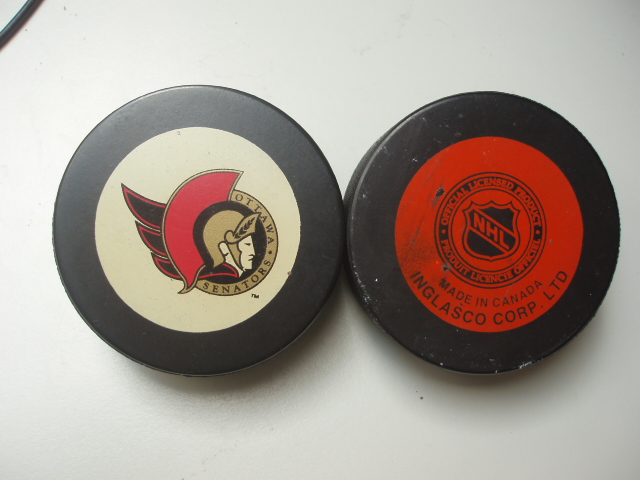 OTTAWA
SENATORS
TM
OFFICIAL LICENSED PRODUCT
NHL
PRODUIT LICENCIÉ OFFICIEL
MADE IN CANADA
INGLASCO CORP. LTD